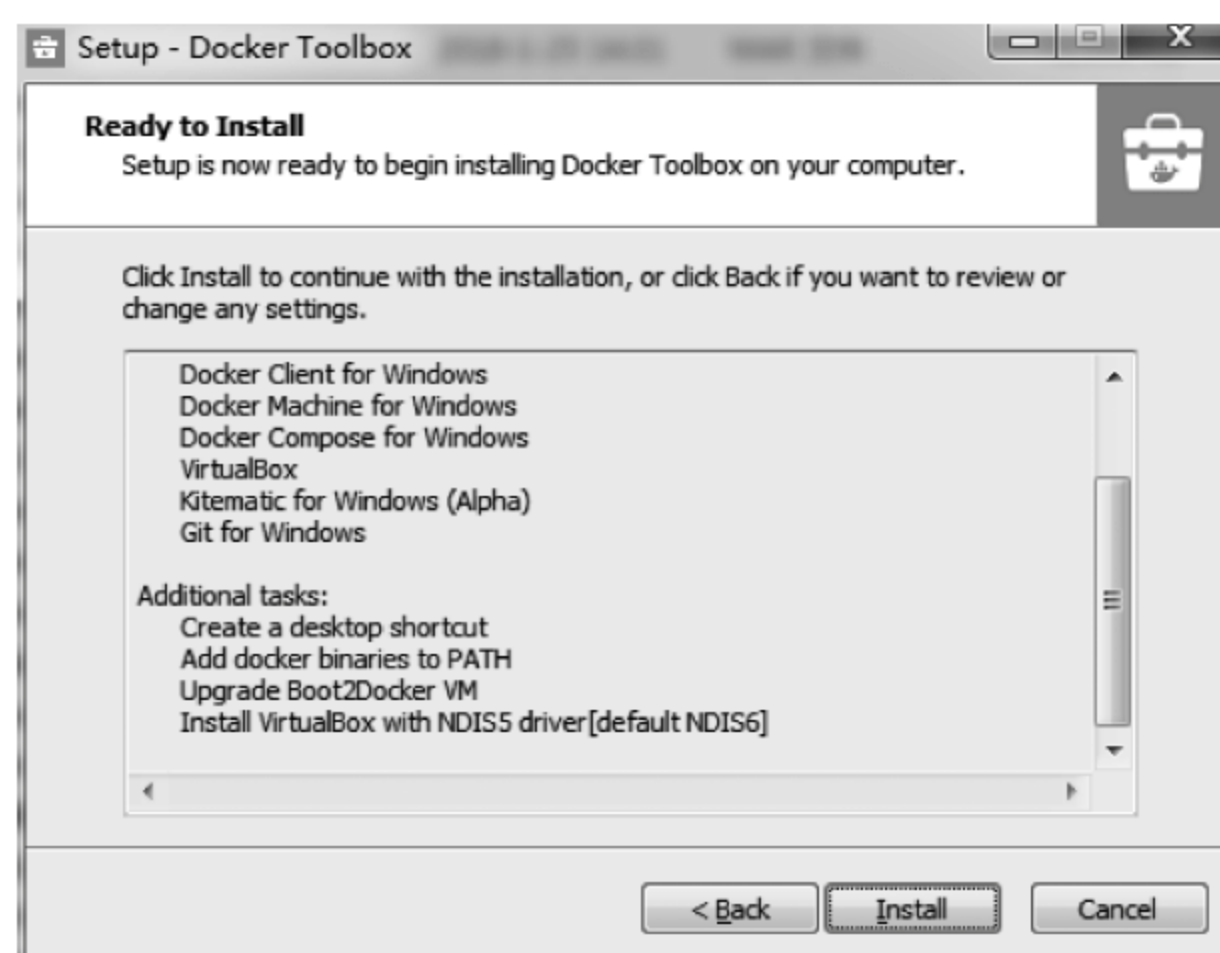 Setup - Docker Toolbox
Ready to Install
Setup is now ready to begin installing Docker Toolbox on your computer.
Click Install to continue with the installation, or click Back if you want to review or
change any settings.
Docker Client for Windows
Docker Machine for Windows
Docker Compose for Windows
VirtualBox
Kitematic for Windows (Alpha)
Git for Windows
Additional tasks:
Create a desktop shortcut
Add docker binaries to PATH
Upgrade Boot2Docker VM
Install VirtualBox with NDIS5 driver[default NDIS6]
< Back Install Cancel